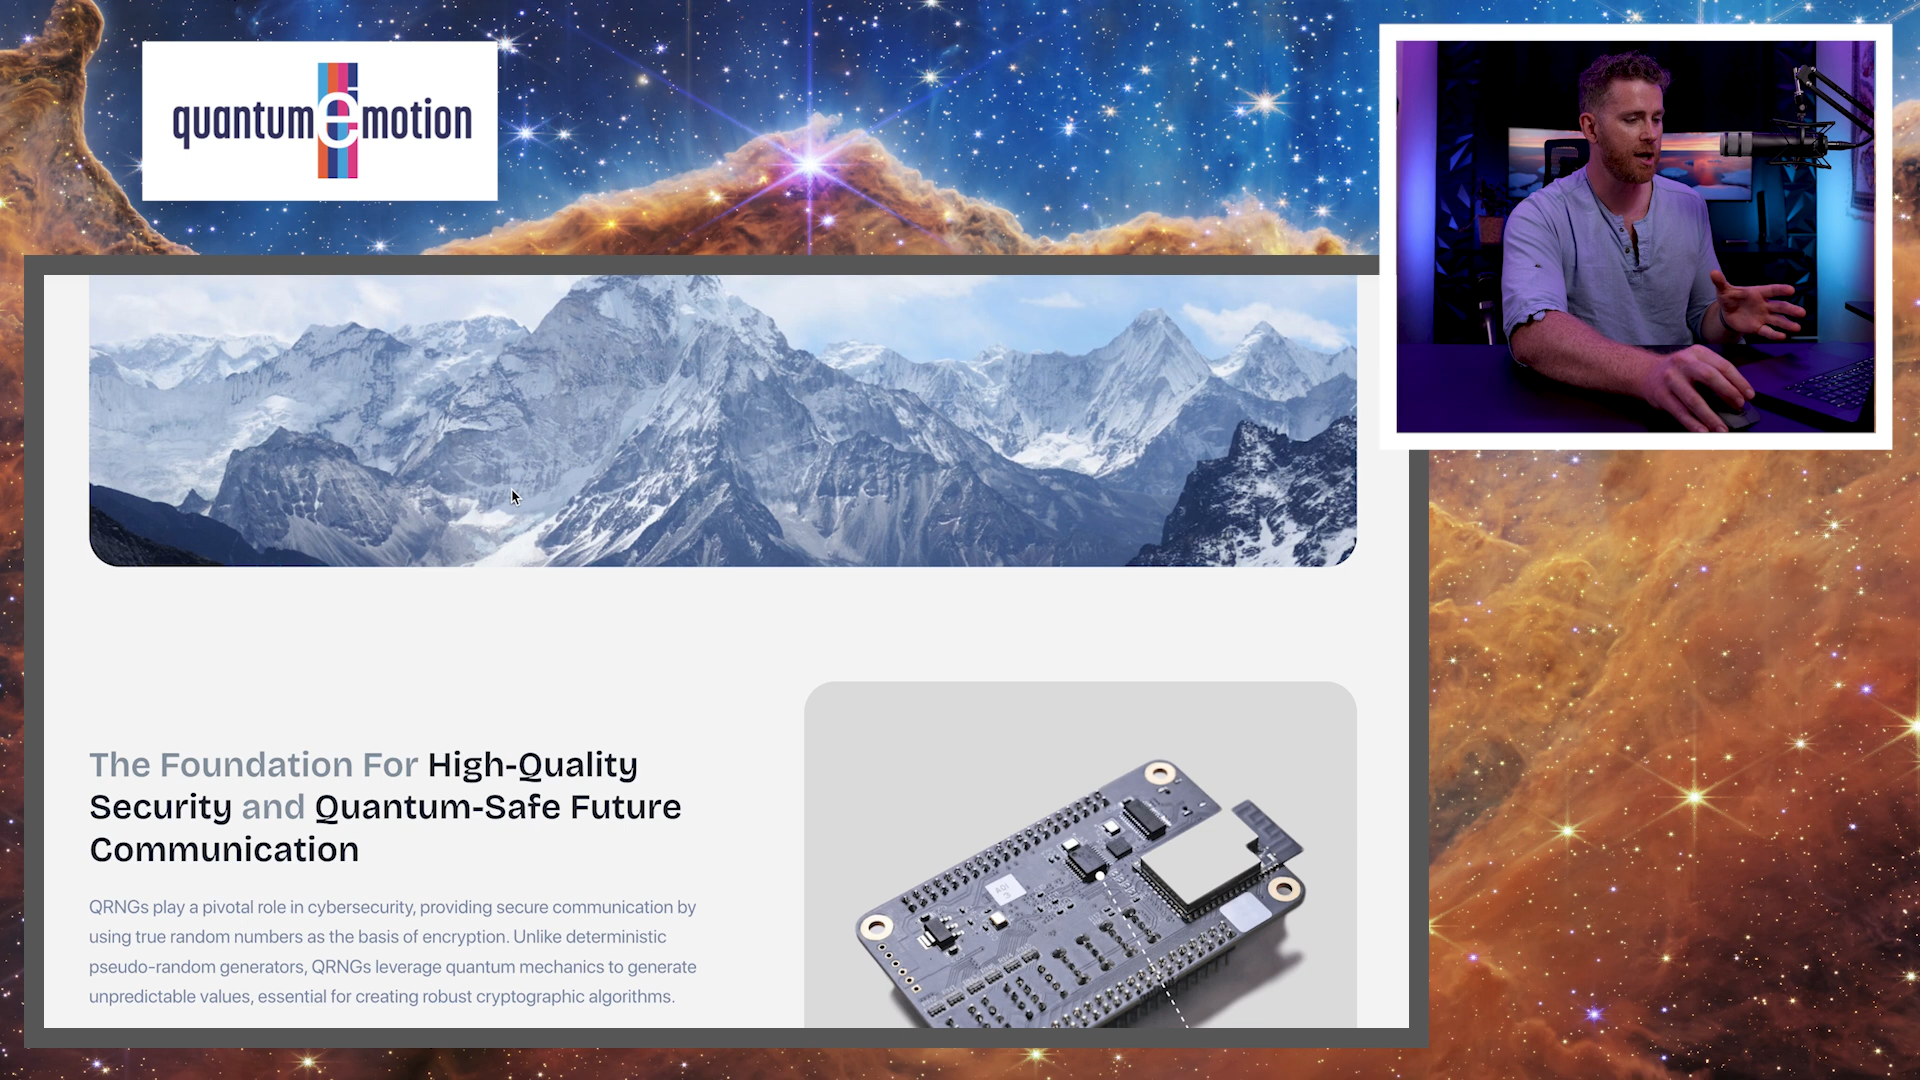 quantum emotion
The Foundation For High-Quality
Security and Quantum-Safe Future
Communication
QRNGs play a pivotal role in cybersecurity, providing secure communication by
using true random numbers as the basis of encryption. Unlike deterministic
pseudo-random generators, QRNGs leverage quantum mechanics to generate
unpredictable values, essential for creating robust cryptographic algorithms.